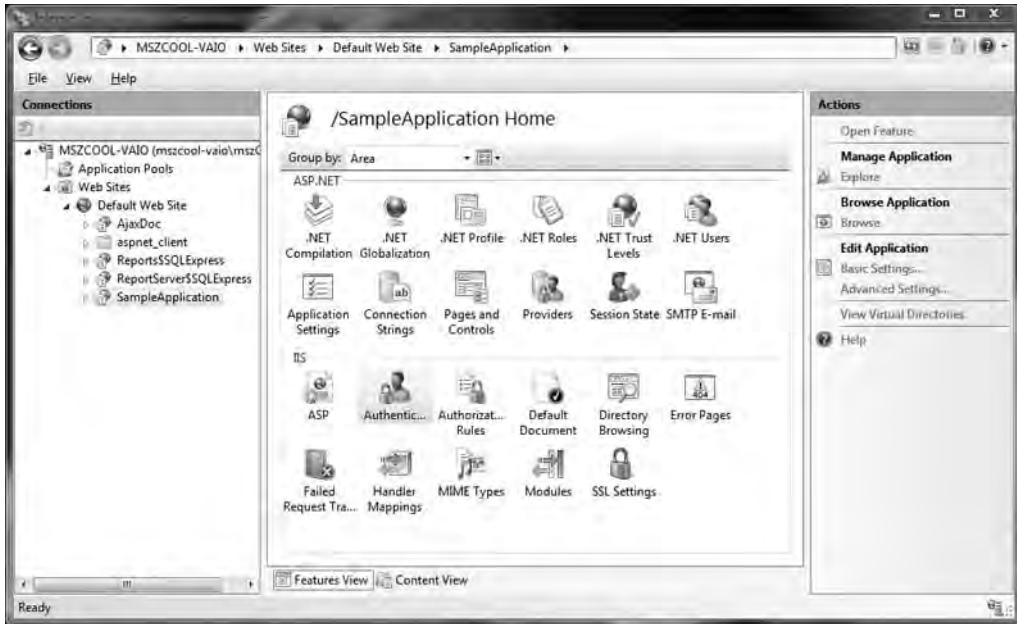 MSZCOOL-VAIO Web Sites Default Web Site SampleApplication
File View Help
Connections
MSZCOOL-VAIO (mszcool-vaio\mszC
Application Pools
Web Sites
Default Web Site
AjaxDoc
aspnet_client
Reports$SQLExpress
ReportServer$SQLExpress
SampleApplication
/SampleApplication Home
Group by: Area
ASP.NET
.NET Compilation
.NET Globalization
.NET Profile
.NET Roles
.NET Trust Levels
.NET Users
Application Settings
Connection Strings
ab
Pages and Controls
Providers
Session State
SMTP E-mail
IIS
ASP
Authentic...
Authorizat... Rules
Default Document
Directory Browsing
404
Error Pages
Failed Request Tra...
Handler Mappings
MIME Types
Modules
SSL Settings
Features View
Content View
Actions
Open Feature
Manage Application
Explore
Browse Application
Browse
Edit Application
Basic Settings...
Advanced Settings...
View Virtual Directories
Help
Ready